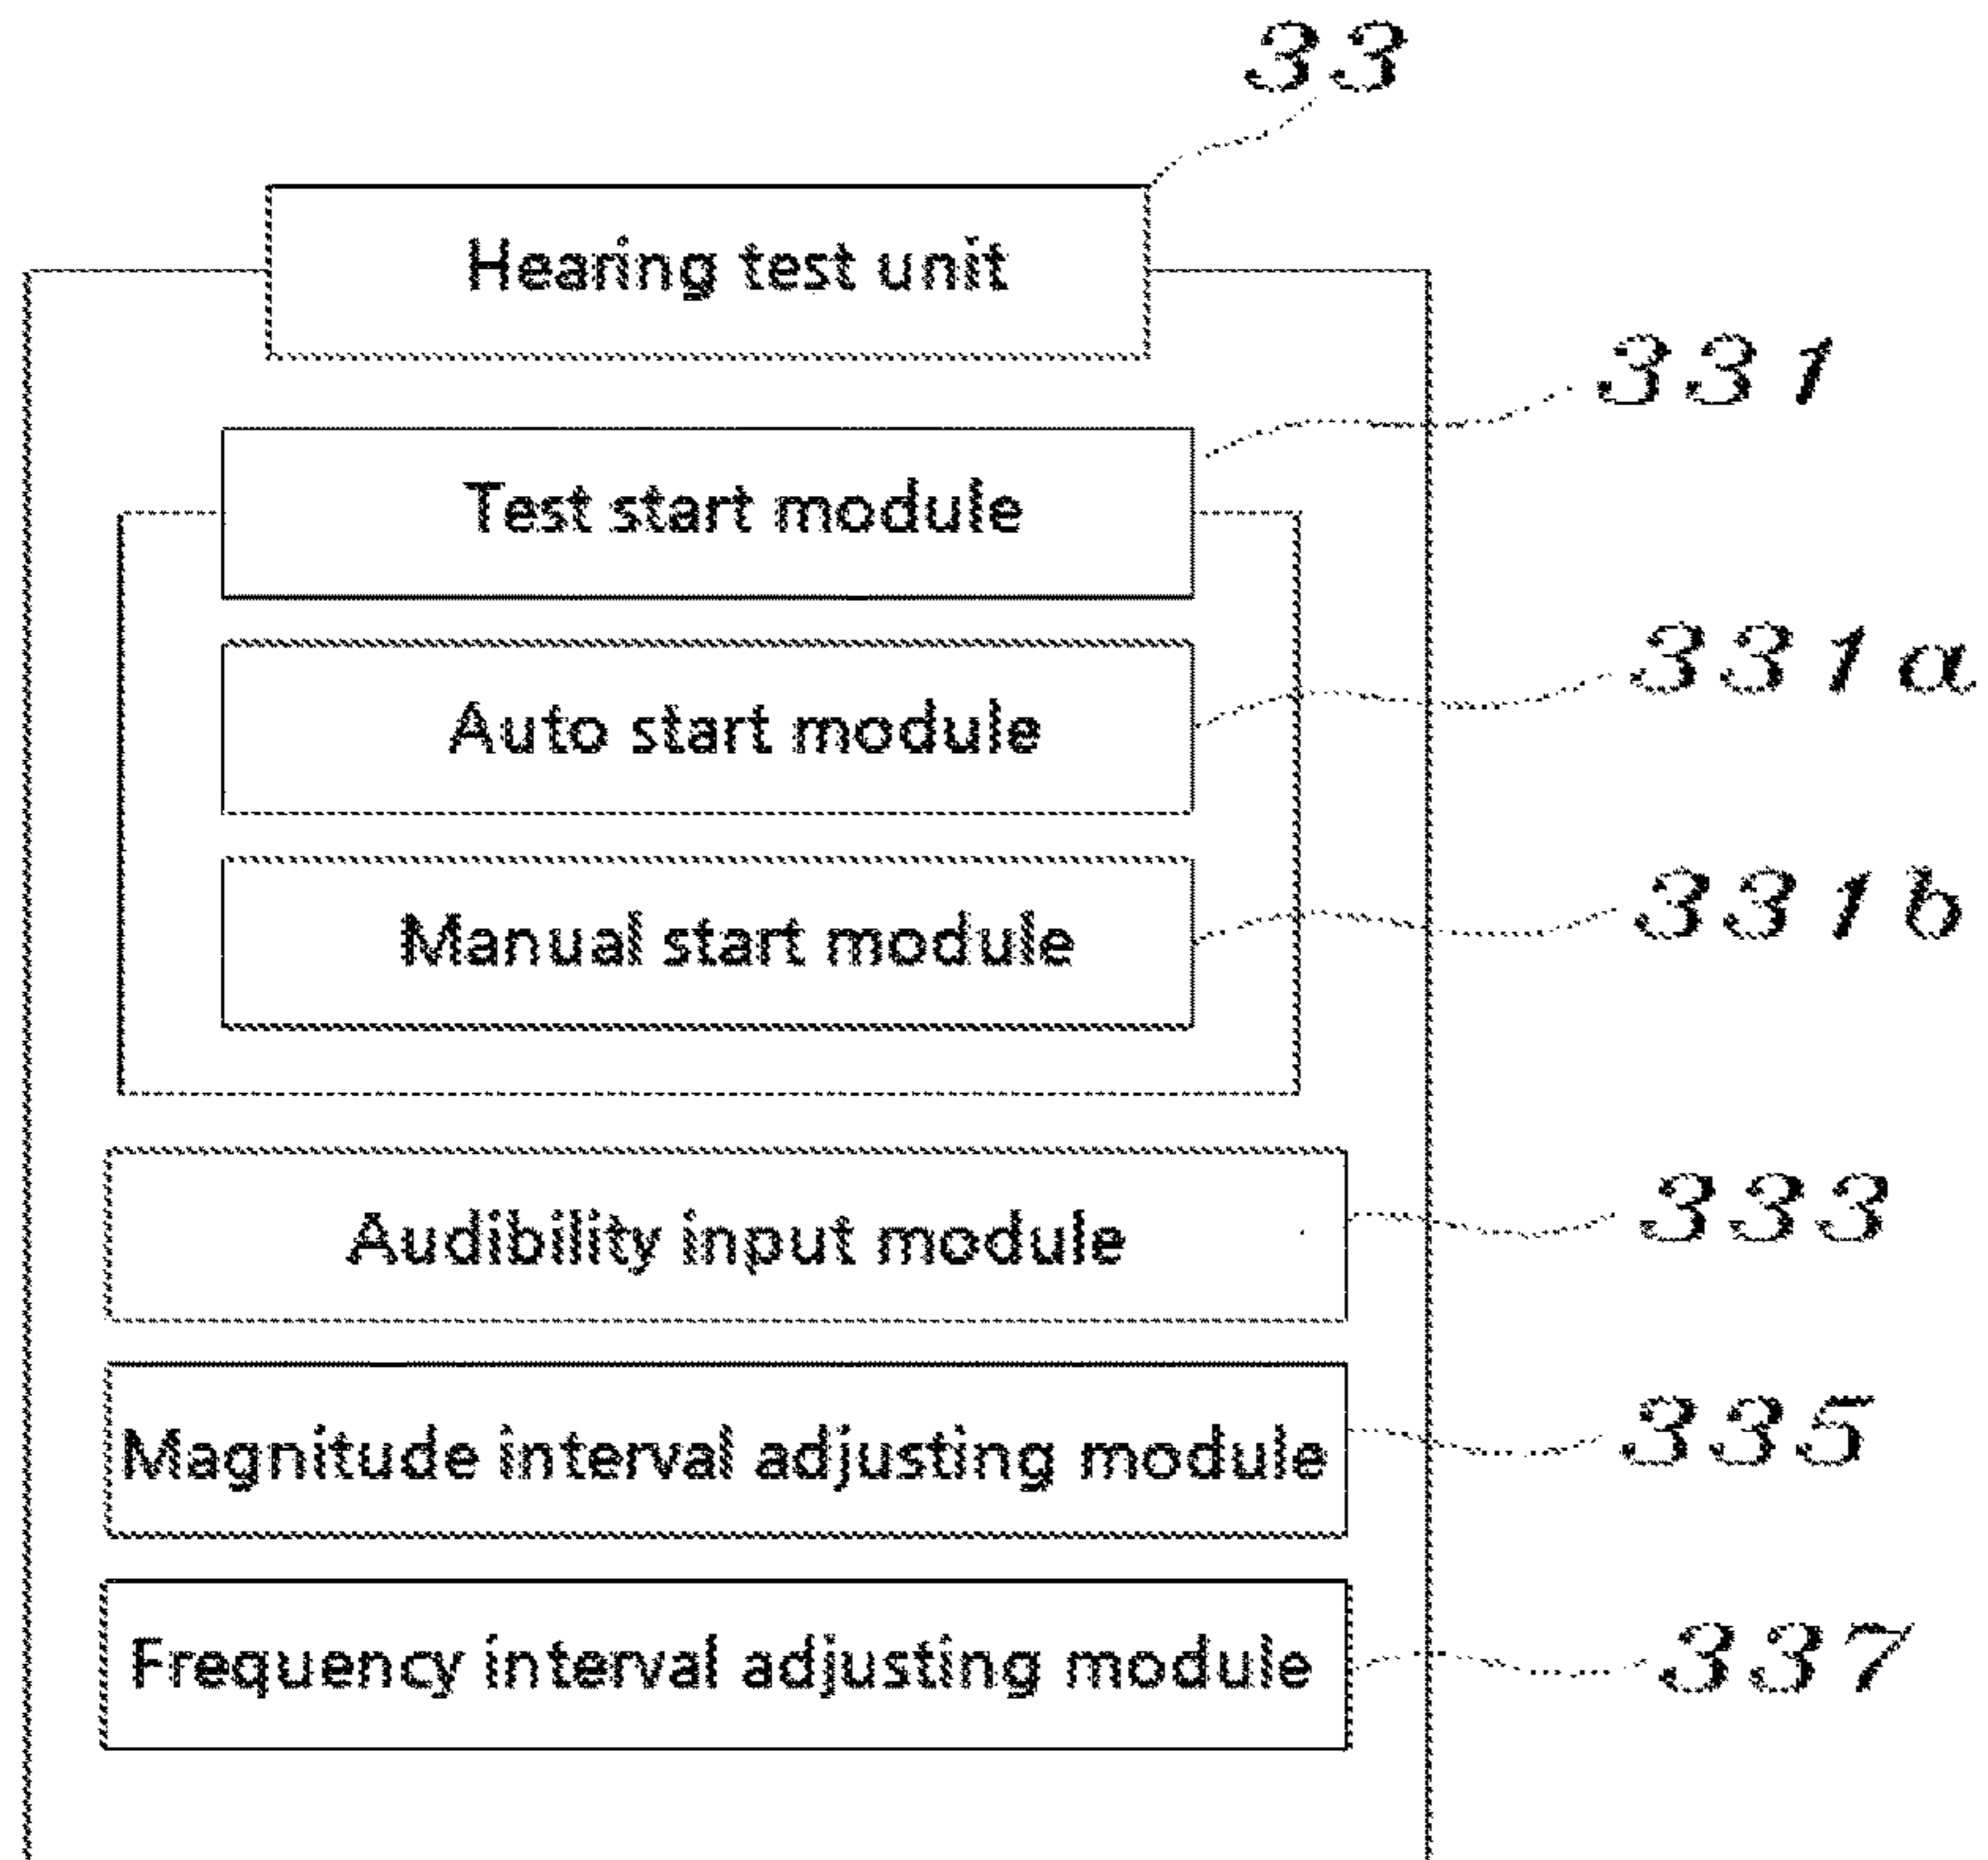 33
Hearing test unit
331
Test start module
331a
Auto start module
331b
Manual start module
333
Audibility input module
335
Magnitude interval adjusting module
337
Frequency interval adjusting module